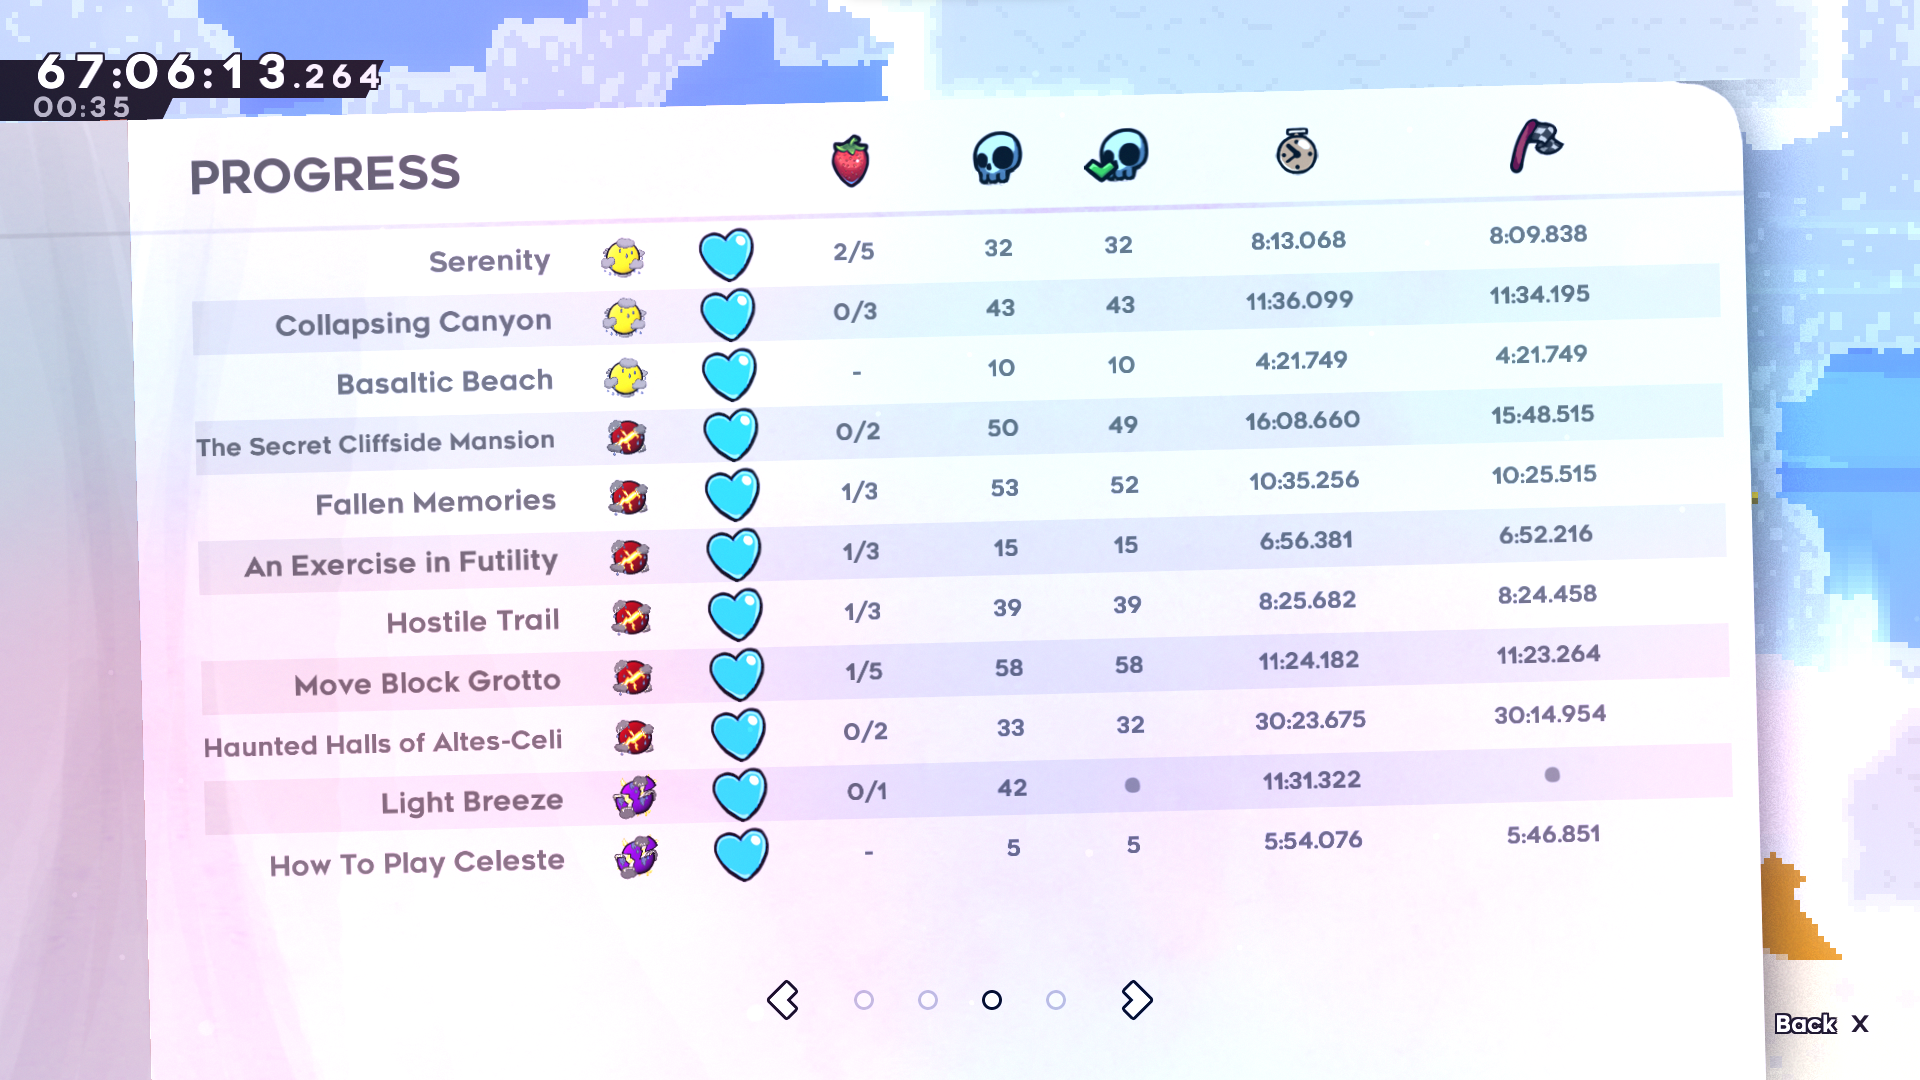 67:06:13.264
00:35
PROGRESS
Serenity 2/5 32 32 8:13.068 8:09.838
Collapsing Canyon 0/3 43 43 11:36.099 11:34.195
Basaltic Beach - 10 10 4:21.749 4:21.749
The Secret Cliffside Mansion 0/2 50 49 16:08.660 15:48.515
Fallen Memories 1/3 53 52 10:35.256 10:25.515
An Exercise in Futility 1/3 15 15 6:56.381 6:52.216
Hostile Trail 1/3 39 39 8:25.682 8:24.458
Move Block Grotto 1/5 58 58 11:24.182 11:23.264
Haunted Halls of Altes-Celi 0/2 33 32 30:23.675 30:14.954
Light Breeze 0/1 42 11:31.322
How To Play Celeste - 5 5 5:54.076 5:46.851
Back X